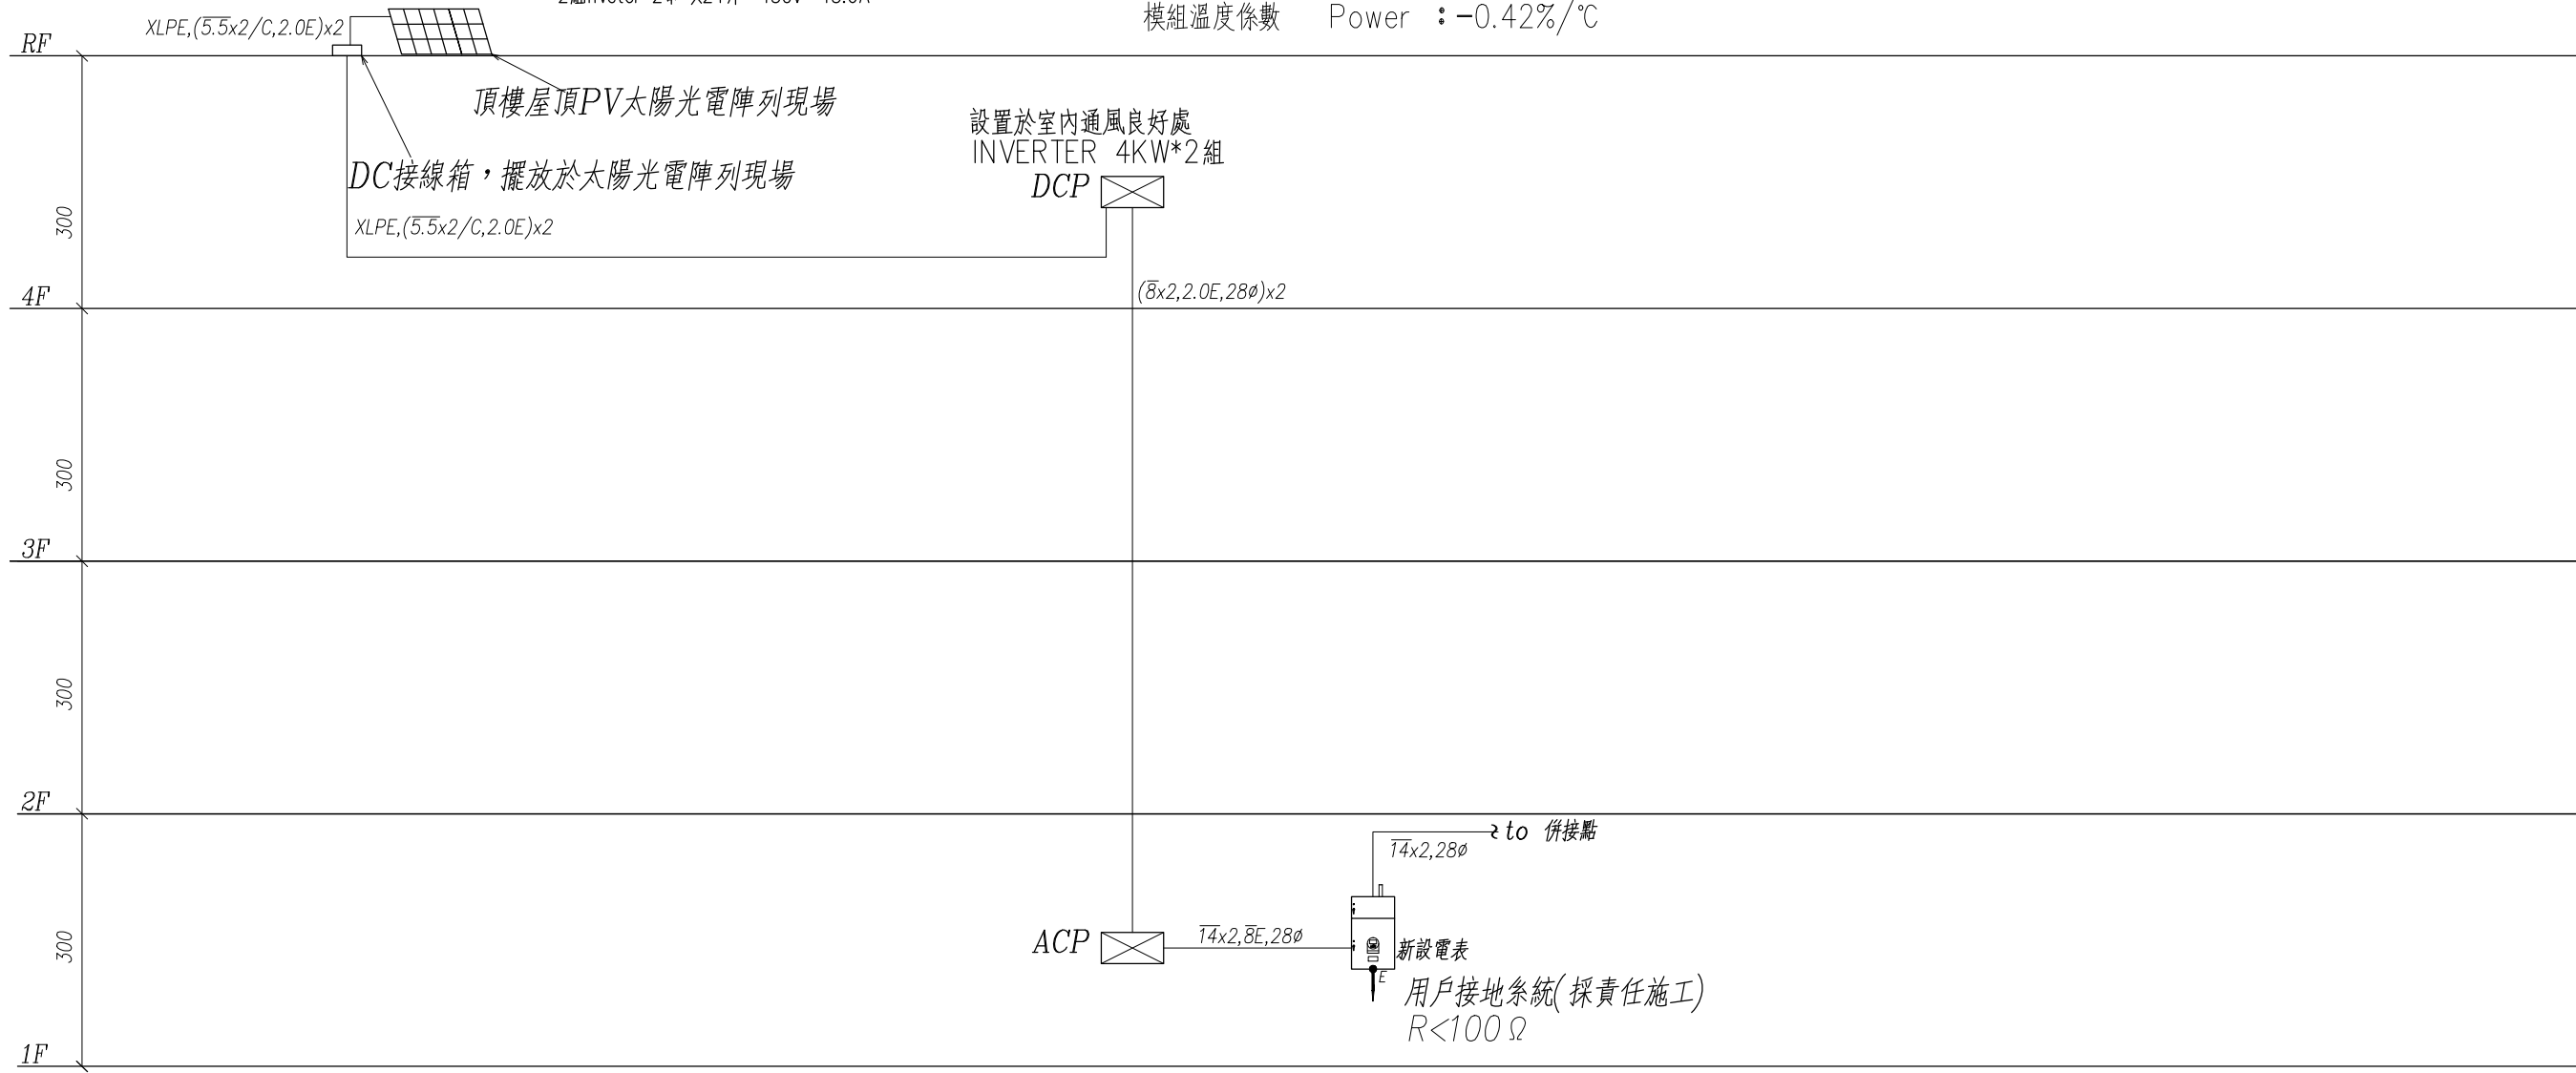 模組溫度係數 Power :-0.42%/℃
XLPE,(5.5x2/C,2.0E)x2
RF
頂樓屋頂PV太陽光電陣列現場
設置於室內通風良好處
INVERTER 4KW*2組
DC接線箱，擺放於太陽光電陣列現場
DCP
300
XLPE,(5.5x2/C,2.0E)x2
4F
(8x2,2.0E,28ø)x2
300
3F
300
2F
to 併接點
14x2,28ø
300
ACP
14x2,8E,28ø
新設電表
E
用戶接地系統(採責任施工)
R<100Ω
1F